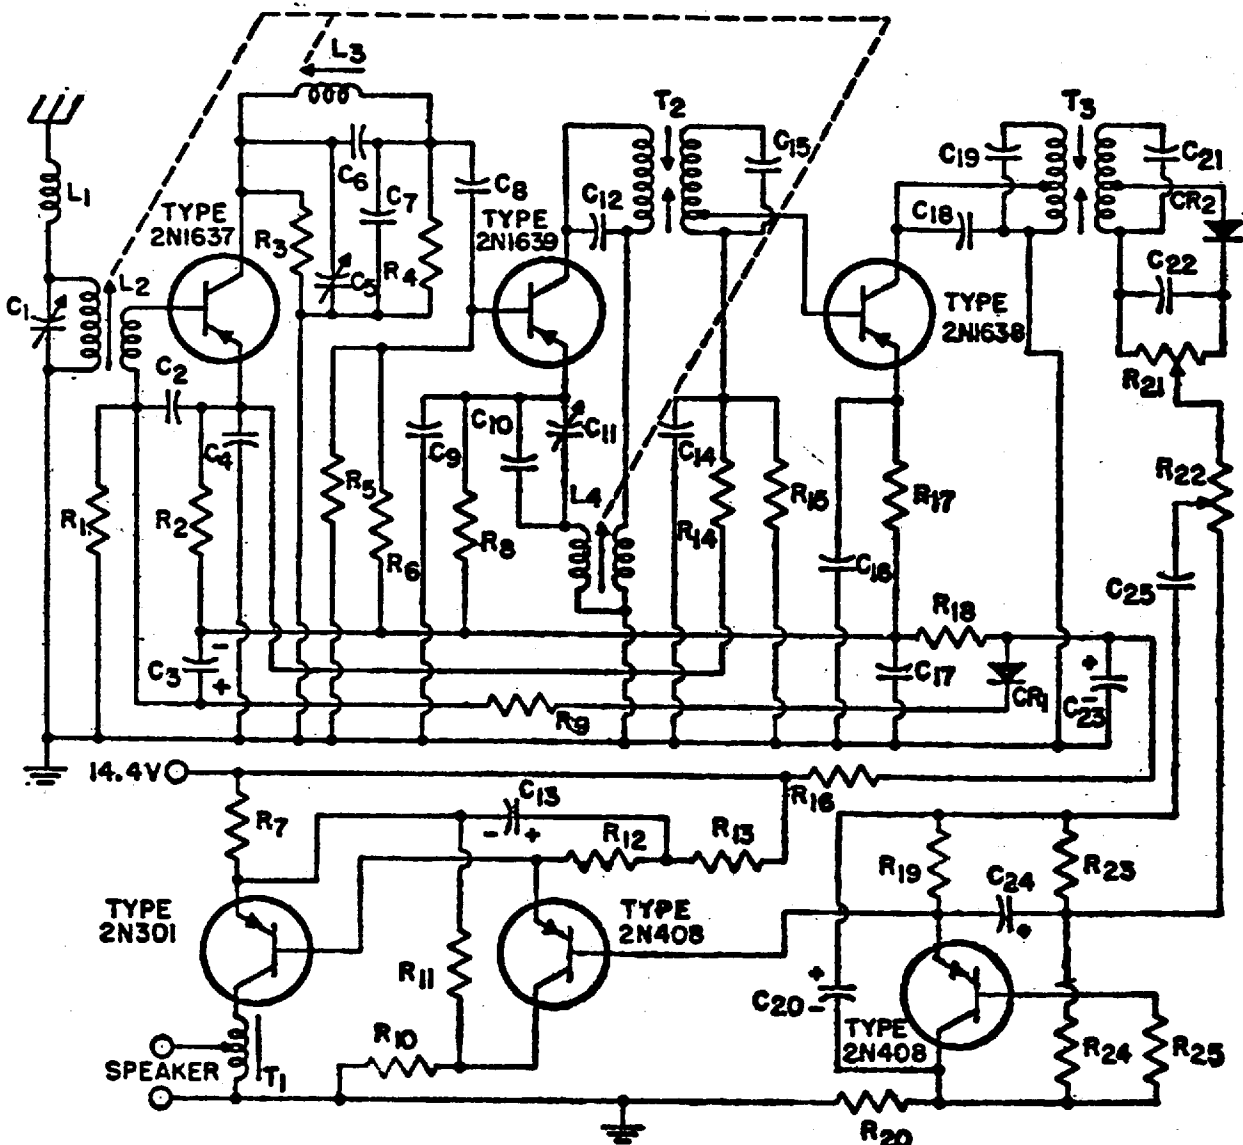 L3
T2
T3
C15
C19
C21
L1
C6
C7
C8
C12
CR2
TYPE
2N1637
TYPE
2N1639
C18
R3
C22
L2
C5
R4
TYPE
2N1638
C1
R21
C2
C10
C11
C4
C9
C14
R22
R5
L4
R15
R17
R1
R2
R8
R14
R6
C16
C25
R18
-
C3
+
C17
+
CR1
C23
-
R9
14.4V
R16
C13
R7
-
+
R12
R13
R19
C24
R23
TYPE
2N301
TYPE
2N408
R11
+
C20
-
TYPE
2N408
R10
R24
R25
SPEAKER
T1
R20